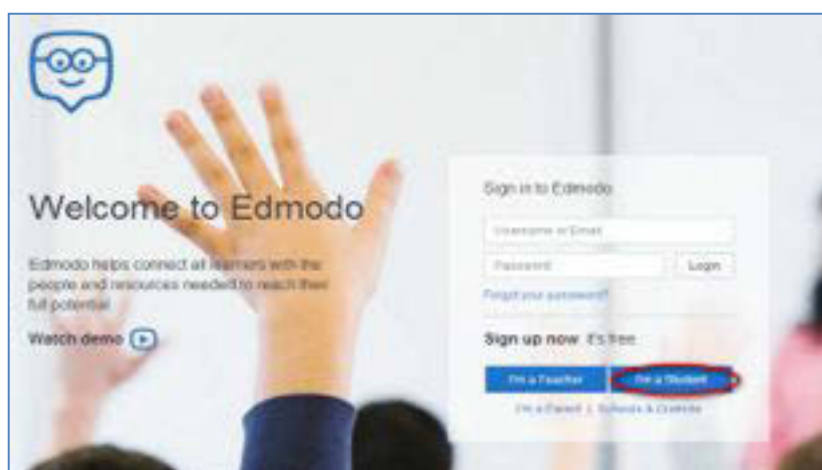 Welcome to Edmodo
Edmodo helps connect all learners with the
people and resources needed to reach their
full potential
Watch demo
Sign in to Edmodo
Username or Email
Password Login
Forgot your password?
Sign up now It's free
I'm a Teacher I'm a Student
I'm a Parent | Schools & Districts